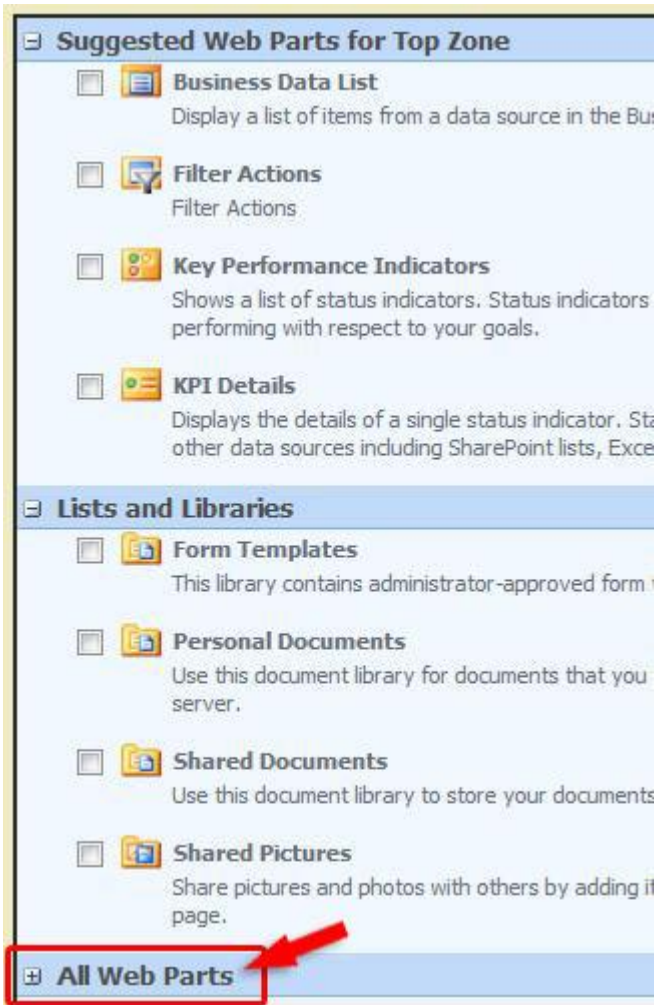 Suggested Web Parts for Top Zone
Business Data List
Display a list of items from a data source in the Bus
Filter Actions
Filter Actions
Key Performance Indicators
Shows a list of status indicators. Status indicators
performing with respect to your goals.
KPI Details
Displays the details of a single status indicator. Sta
other data sources including SharePoint lists, Exce
Lists and Libraries
Form Templates
This library contains administrator-approved form
Personal Documents
Use this document library for documents that you
server.
Shared Documents
Use this document library to store your documents
Shared Pictures
Share pictures and photos with others by adding it
page.
All Web Parts